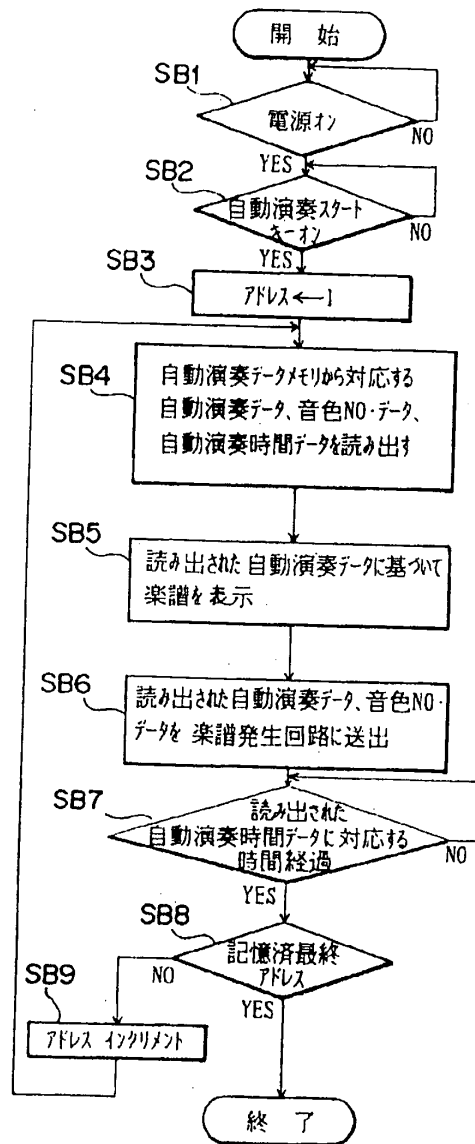 開始
SB1
電源オン
NO
YES
SB2
自動演奏スタート
キーオン
NO
YES
SB3
アドレス←1
SB4
自動演奏データメモリから対応する
自動演奏データ、音色NO・データ、
自動演奏時間データを読み出す
SB5
読み出された自動演奏データに基づいて
楽譜を表示
SB6
読み出された自動演奏データ、音色NO・
データを楽譜発生回路に送出
SB7
読み出された
自動演奏時間データに対応する
時間経過
NO
YES
SB8
記憶済最終
アドレス
NO
YES
SB9
アドレス インクリメント
終了